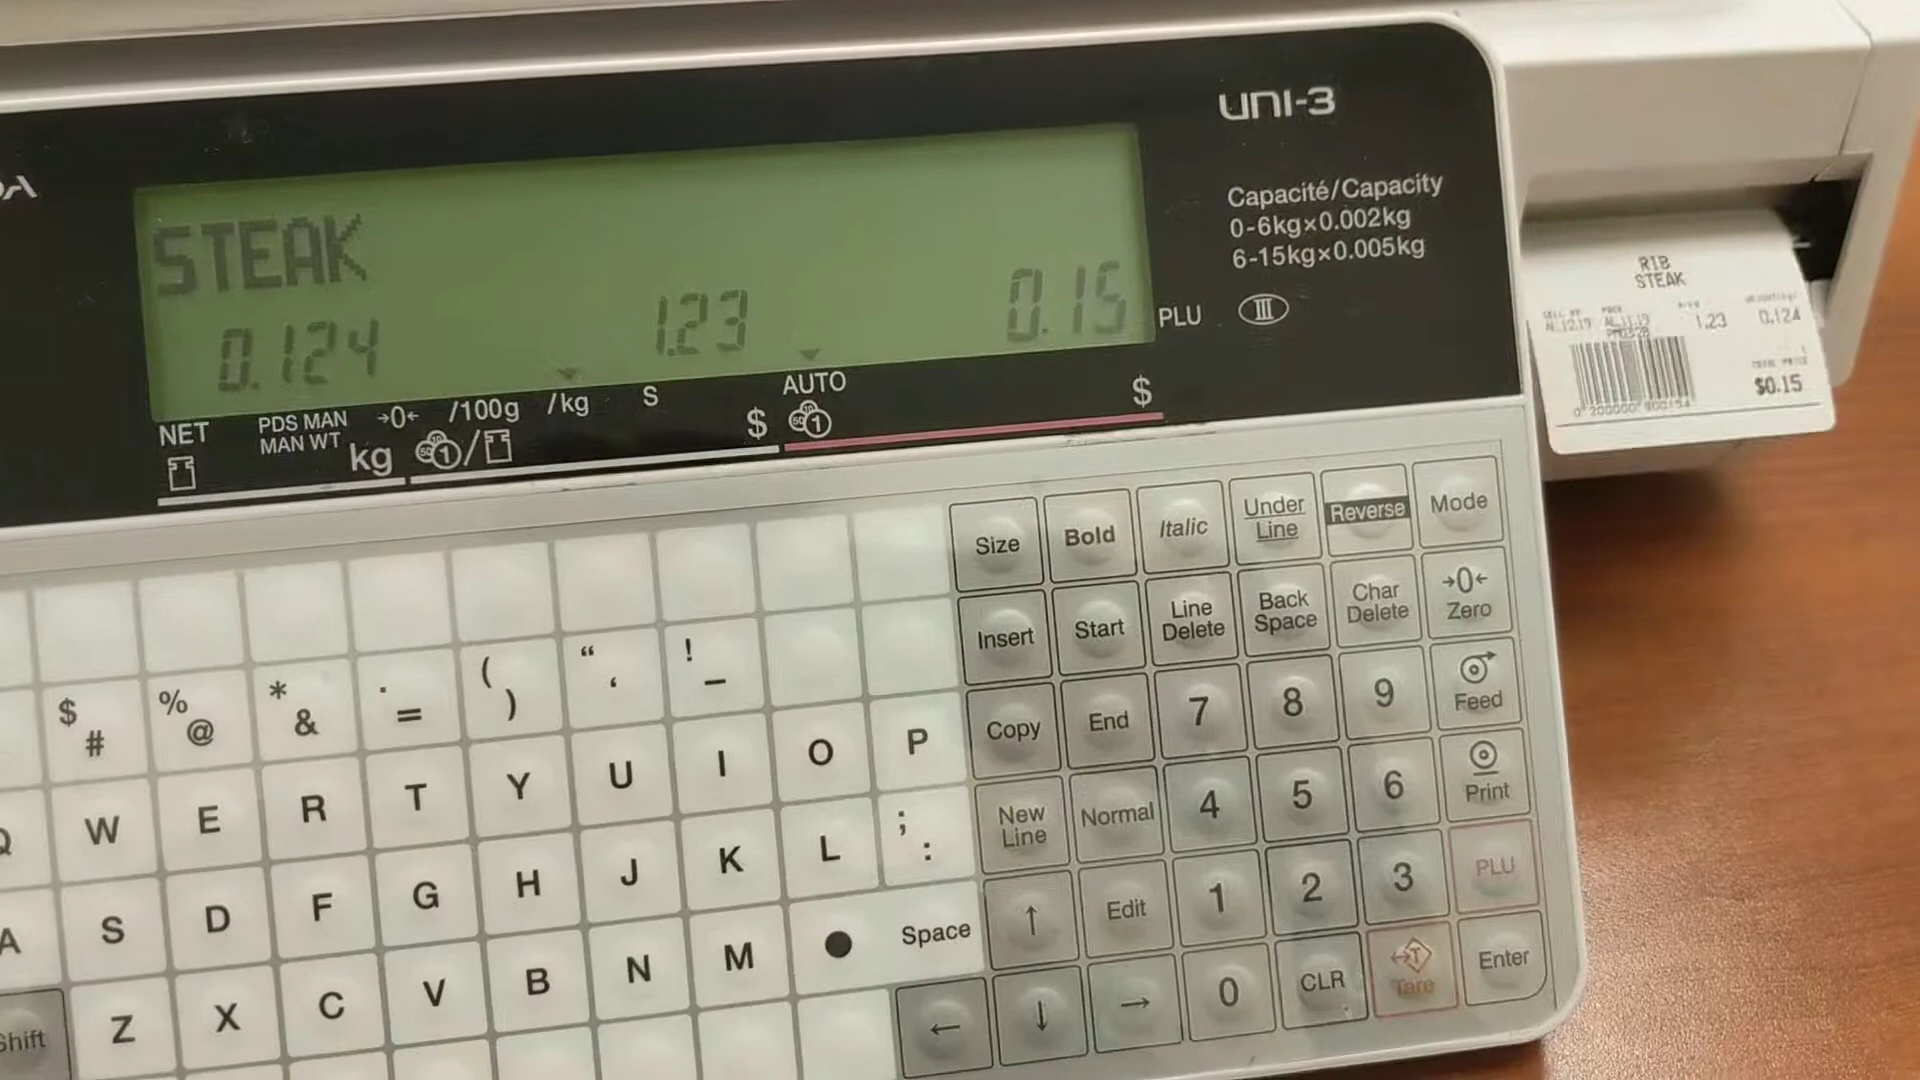 UNI-3
Capacité/Capacity
0-6kg×0.002kg
6-15kg×0.005kg
III
STEAK
0.124 1.23 0.15
PLU
NET
PDS MAN
MAN WT
→0←
/100g
/kg
S
AUTO
$
kg
$
RIB
STEAK
1.23 0.124
$0.15
Size Bold Italic Under Line Reverse Mode
Insert Start Line Delete Back Space Char Delete →0← Zero
Copy End 7 8 9 Feed
New Line Normal 4 5 6 Print
↑ Edit 1 2 3 PLU
← ↓ → 0 CLR Tare Enter
$ # % @ * & . = ( ) “ ‘ ! –
W E R T Y U I O P
A S D F G H J K L ; :
Shift Z X C V B N M ● Space